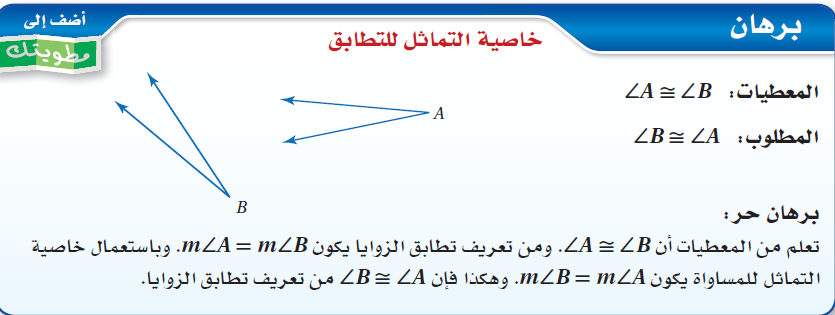 برهان
أضف إلى
مطويتك
خاصية التماثل للتطابق
المعطيات: ∠A ≅ ∠B
المطلوب: ∠B ≅ ∠A
A
B
برهان حر:
تعلم من المعطيات أن ∠A ≅ ∠B. ومن تعريف تطابق الزوايا يكون m∠A = m∠B. وباستعمال خاصية
التماثل للمساواة يكون m∠B = m∠A. وهكذا فإن ∠B ≅ ∠A من تعريف تطابق الزوايا.